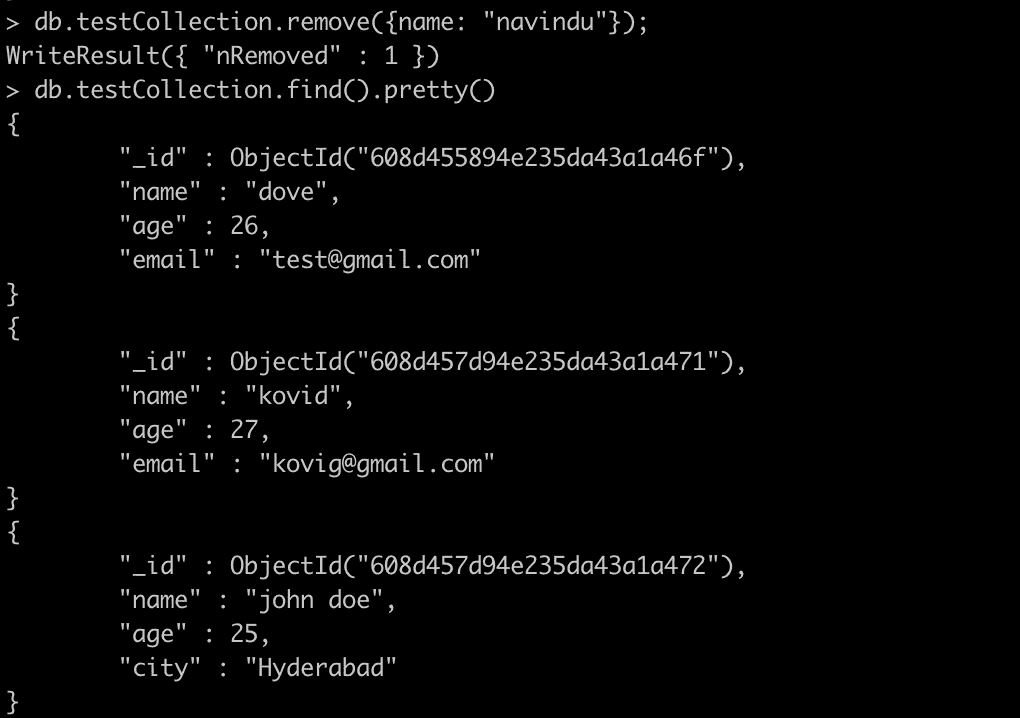 > db.testCollection.remove({name: "navindu"});
WriteResult({ "nRemoved" : 1 })
> db.testCollection.find().pretty()
{
        "_id" : ObjectId("608d455894e235da43a1a46f"),
        "name" : "dove",
        "age" : 26,
        "email" : "test@gmail.com"
}
{
        "_id" : ObjectId("608d457d94e235da43a1a471"),
        "name" : "kovid",
        "age" : 27,
        "email" : "kovig@gmail.com"
}
{
        "_id" : ObjectId("608d457d94e235da43a1a472"),
        "name" : "john doe",
        "age" : 25,
        "city" : "Hyderabad"
}